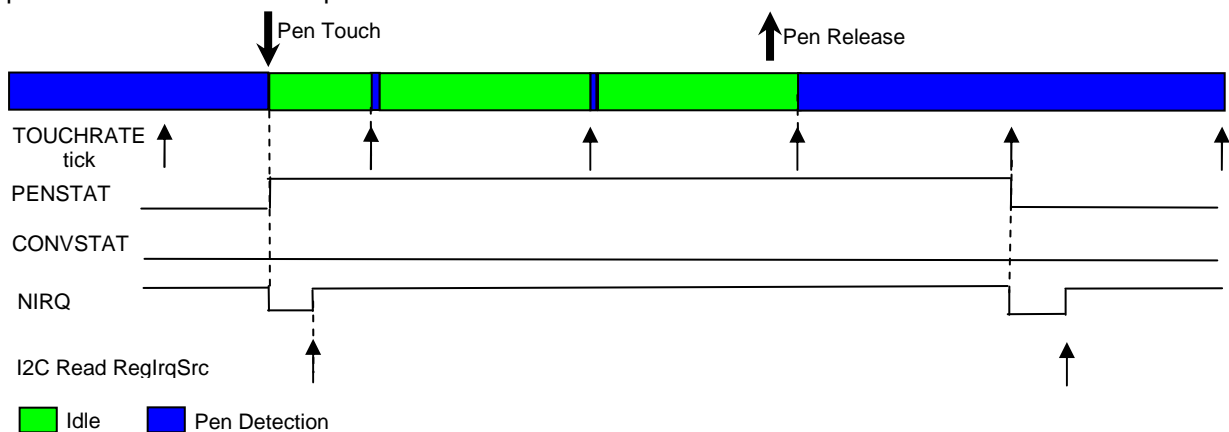 Pen Touch
Pen Release
TOUCHRATE
tick
PENSTAT
CONVSTAT
NIRQ
I2C Read RegIrqSrc
Idle
Pen Detection